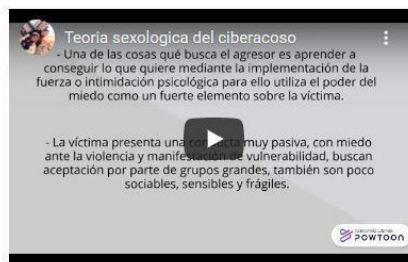 Teoria sexologica del ciberacoso
- Una de las cosas qué busca el agresor es aprender a
conseguir lo que quiere mediante la implementación de la
fuerza o intimidación psicológica para ello utiliza el poder del
miedo como un fuerte elemento sobre la víctima.
- La víctima presenta una muy pasiva, con miedo
ante la violencia y manifestación de vulnerabilidad, buscan
aceptación por parte de grupos grandes, también son poco
sociables, sensibles y frágiles.
POWTOON